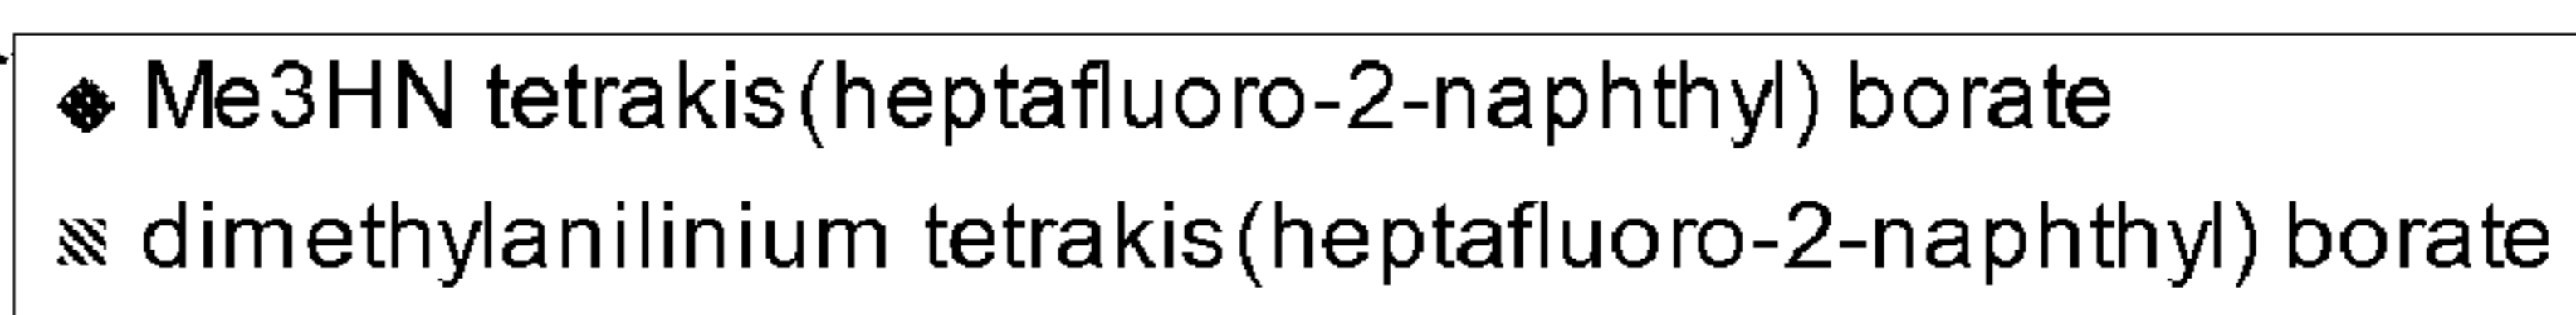 Me3HN tetrakis(heptafluoro-2-naphthyl) borate
dimethylanilinium tetrakis(heptafluoro-2-naphthyl) borate